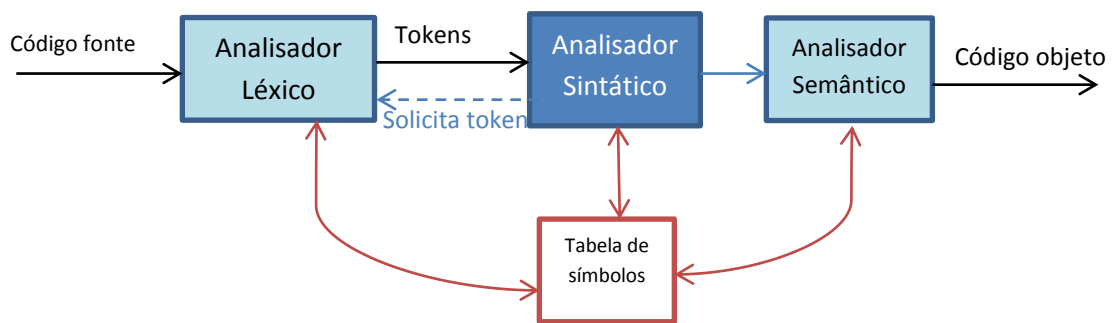 Código fonte
Analisador
Léxico
Tokens
Solicita token
Analisador
Sintático
Analisador
Semântico
Código objeto
Tabela de
símbolos